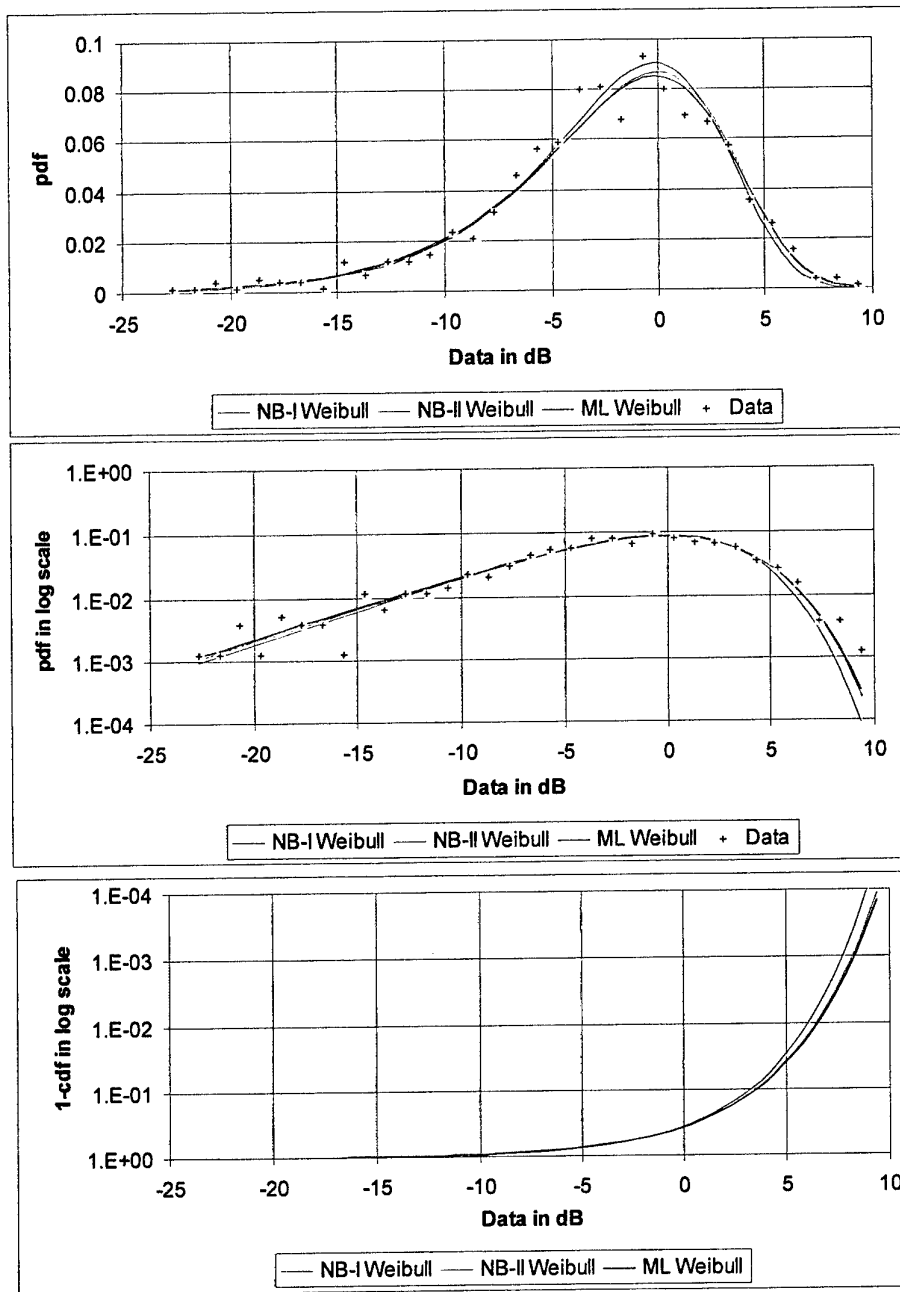 0.1
0.08
0.06
0.04
0.02
0
pdf
-25 -20 -15 -10 -5 0 5 10
Data in dB
NB-I Weibull NB-II Weibull ML Weibull + Data
1.E+00
1.E-01
1.E-02
1.E-03
1.E-04
pdf in log scale
-25 -20 -15 -10 -5 0 5 10
Data in dB
NB-I Weibull NB-II Weibull ML Weibull + Data
1.E-04
1.E-03
1.E-02
1.E-01
1.E+00
1-cdf in log scale
-25 -20 -15 -10 -5 0 5 10
Data in dB
NB-I Weibull NB-II Weibull ML Weibull